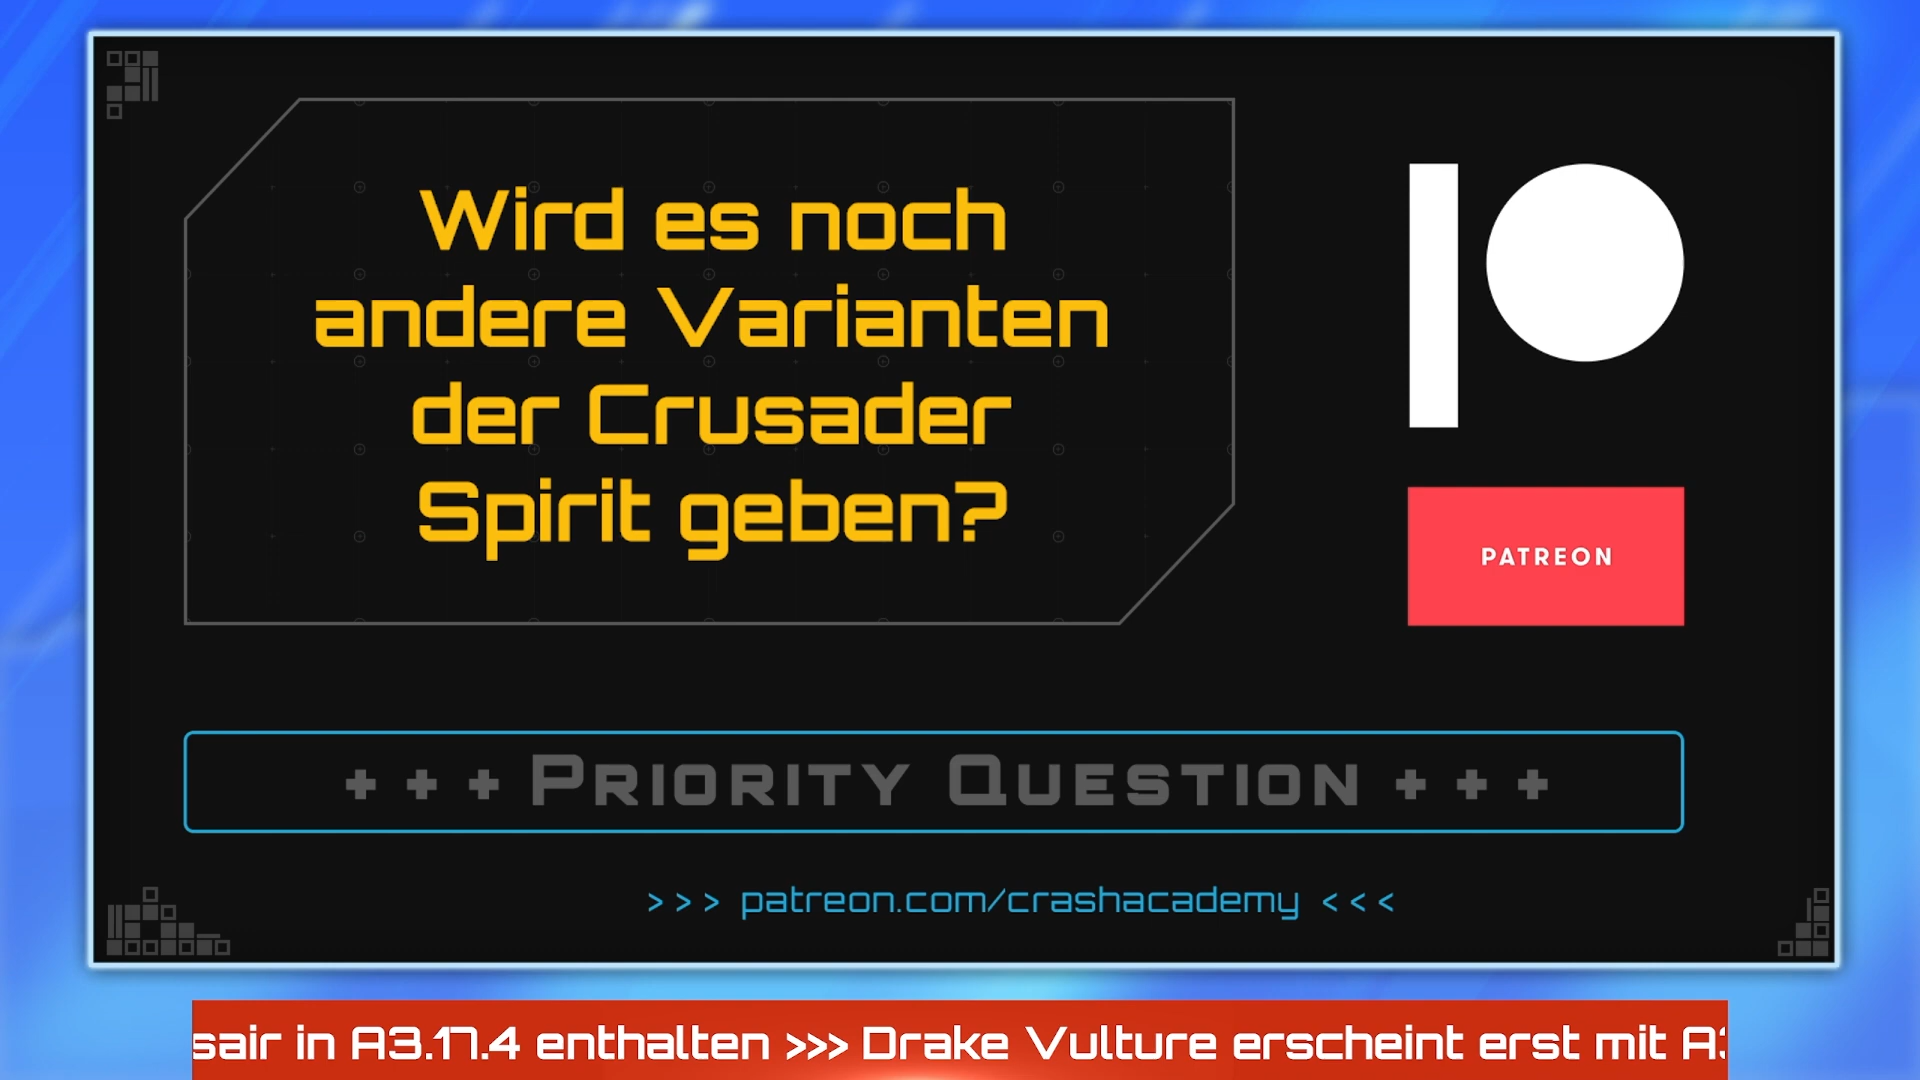 Wird es noch
andere Varianten
der Crusader
Spirit geben?
PATREON
+ + + PRIORITY QUESTION + + +
> > > patreon.com/crashacademy < < <
sair in A3.17.4 enthalten >>> Drake Vulture erscheint erst mit